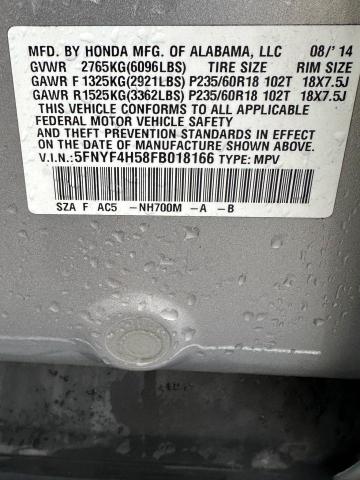 MFD. BY HONDA MFG. OF ALABAMA, LLC 08/'14
GVWR 2765KG(6096LBS) TIRE SIZE RIM SIZE
GAWR F 1325KG(2921LBS) P235/60R18 102T 18X7.5J
GAWR R 1525KG(3362LBS) P235/60R18 102T 18X7.5J
THIS VEHICLE CONFORMS TO ALL APPLICABLE
FEDERAL MOTOR VEHICLE SAFETY STANDARDS
IN EFFECT ON THE DATE OF MANUFACTURE
SHOWN ABOVE.
V.I.N.:5FNYF4H58FB018166 TYPE: MPV
SZA F AC5 -NH700M -A -B